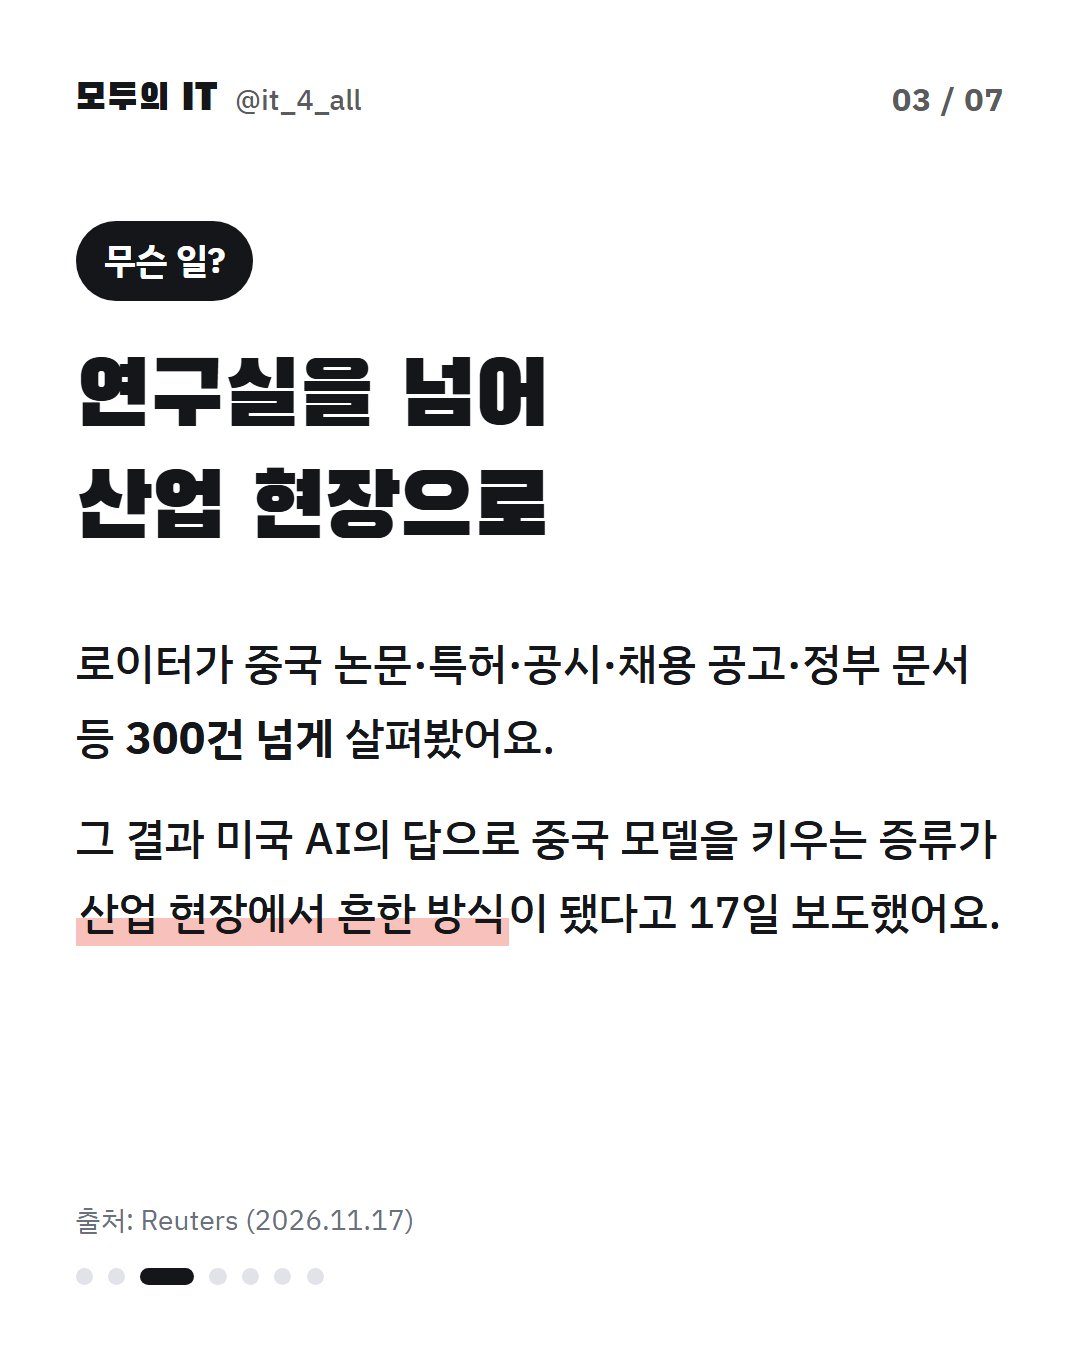 모두의 IT @it_4_all 03 / 07
무슨 일?
연구실을 넘어
산업 현장으로
로이터가 중국 논문·특허·공시·채용 공고·정부 문서
등 300건 넘게 살펴봤어요.
그 결과 미국 AI의 답으로 중국 모델을 키우는 증류가
산업 현장에서 흔한 방식이 됐다고 17일 보도했어요.
출처: Reuters (2026.11.17)